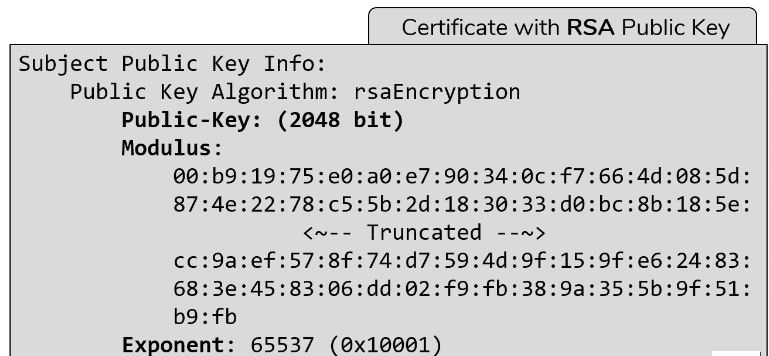 Certificate with RSA Public Key
Subject Public Key Info:
Public Key Algorithm: rsaEncryption
Public-Key: (2048 bit)
Modulus:
00:b9:19:75:e0:a0:e7:90:34:0c:f7:66:4d:08:5d:
87:4e:22:78:c5:5b:2d:18:30:33:d0:bc:8b:18:5e:
<~-- Truncated --~>
cc:9a:ef:57:8f:74:d7:59:4d:9f:15:9f:e6:24:83:
68:3e:45:83:06:dd:02:f9:fb:38:9a:35:5b:9f:51:
b9:fb
Exponent: 65537 (0x10001)